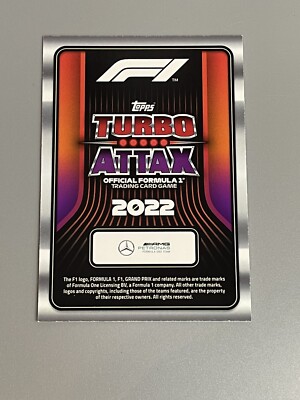 F1
TM
Topps
TURBO
ATTAX
OFFICIAL FORMULA 1®
TRADING CARD GAME
2022
AMG
PETRONAS
The F1 logo, FORMULA 1, F1, GRAND PRIX and related marks are trade marks
of Formula One Licensing BV, a Formula 1 company. All other trade marks,
logos and copyrights, including those of the teams featured, are the property
of their respective owners. All rights reserved.